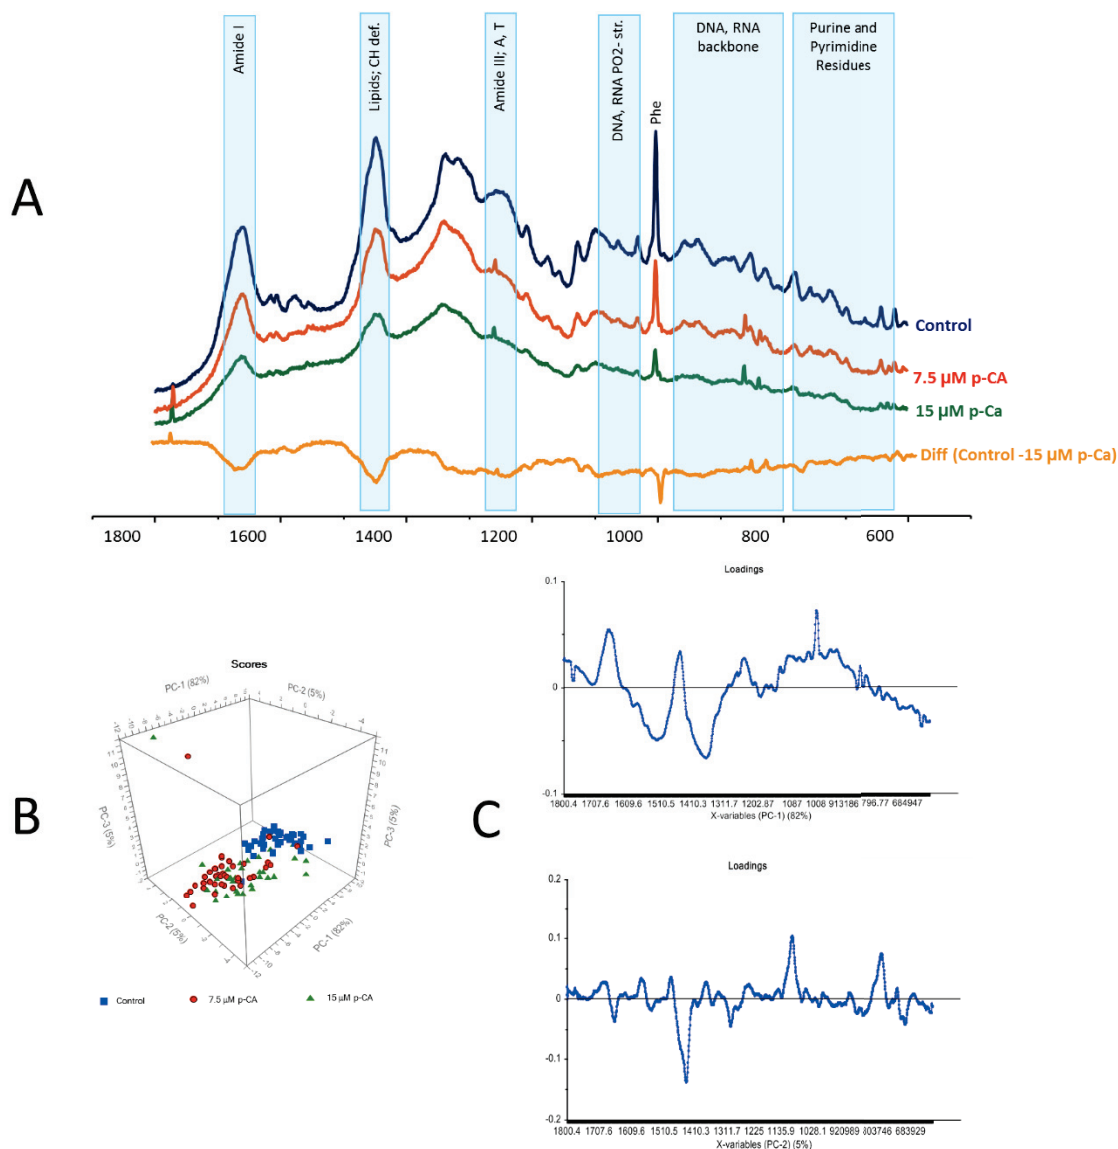 A
Amide I
Lipids; CH def.
Amide III; A, T
DNA, RNA PO2- str.
Phe
DNA, RNA
backbone
Purine and
Pyrimidine
Residues
Control
7.5 µM p-CA
15 µM p-Ca
Diff (Control -15 µM p-Ca)
1800 1600 1400 1200 1000 800 600
B
Scores
PC-1 (82%)
PC-2 (5%)
PC-3 (5%)
PC-3 (5%)
PC-2 (5%)
PC-1 (82%)
Control 7.5 µM p-CA 15 µM p-CA
C
Loadings
0.1
0
-0.1
1800.4 1707.6 1609.6 1510.5 1410.3 1311.7 1202.87 1087 1008 913186 796.77 684947
X-variables (PC-1) (82%)
Loadings
0.2
0.1
0
-0.1
-0.2
1800.4 1707.6 1609.6 1510.5 1410.3 1311.7 1225 1135.9 1028.1 920989 803746 683929
X-variables (PC-2) (5%)